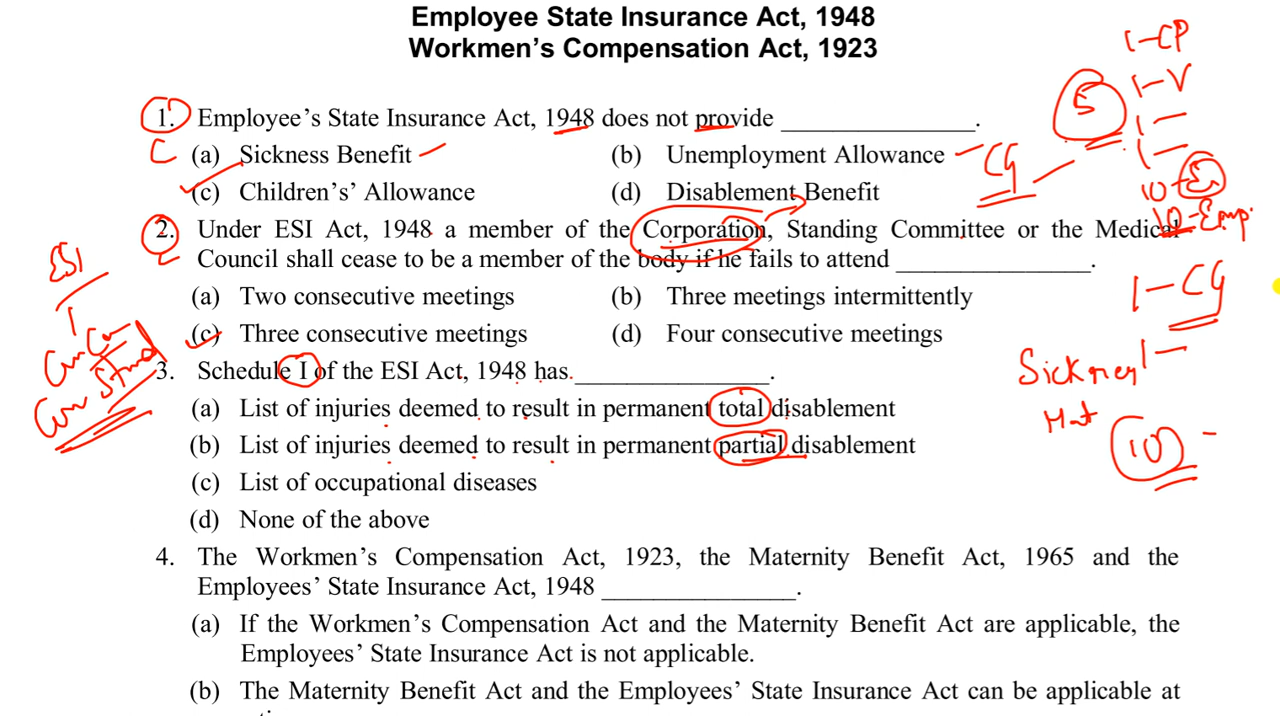 Employee State Insurance Act, 1948
Workmen's Compensation Act, 1923
1. Employee's State Insurance Act, 1948 does not provide _______________.
C (a) Sickness Benefit (b) Unemployment Allowance
(c) Children's' Allowance (d) Disablement Benefit
2. Under ESI Act, 1948 a member of the Corporation, Standing Committee or the Medical
Council shall cease to be a member of the body if he fails to attend _______________.
(a) Two consecutive meetings (b) Three meetings intermittently
(c) Three consecutive meetings (d) Four consecutive meetings
3. Schedule I of the ESI Act, 1948 has _______________.
(a) List of injuries deemed to result in permanent total disablement
(b) List of injuries deemed to result in permanent partial disablement
(c) List of occupational diseases
(d) None of the above
4. The Workmen's Compensation Act, 1923, the Maternity Benefit Act, 1965 and the
Employees' State Insurance Act, 1948 _______________.
(a) If the Workmen's Compensation Act and the Maternity Benefit Act are applicable, the
Employees' State Insurance Act is not applicable.
(b) The Maternity Benefit Act and the Employees' State Insurance Act can be applicable at
ESI
1-CP
1-V
5
CG
10-
10-Emp.
1-CG
Sickness
Mat
10